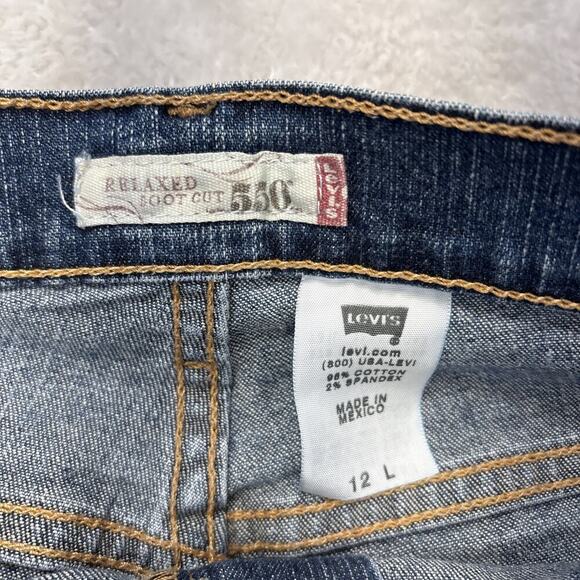 RELAXED
BOOT CUT 550
LEVI'S
LEVI'S
levi.com
(800) USA-LEVI
98% COTTON
2% SPANDEX
MADE IN
MEXICO
12 L